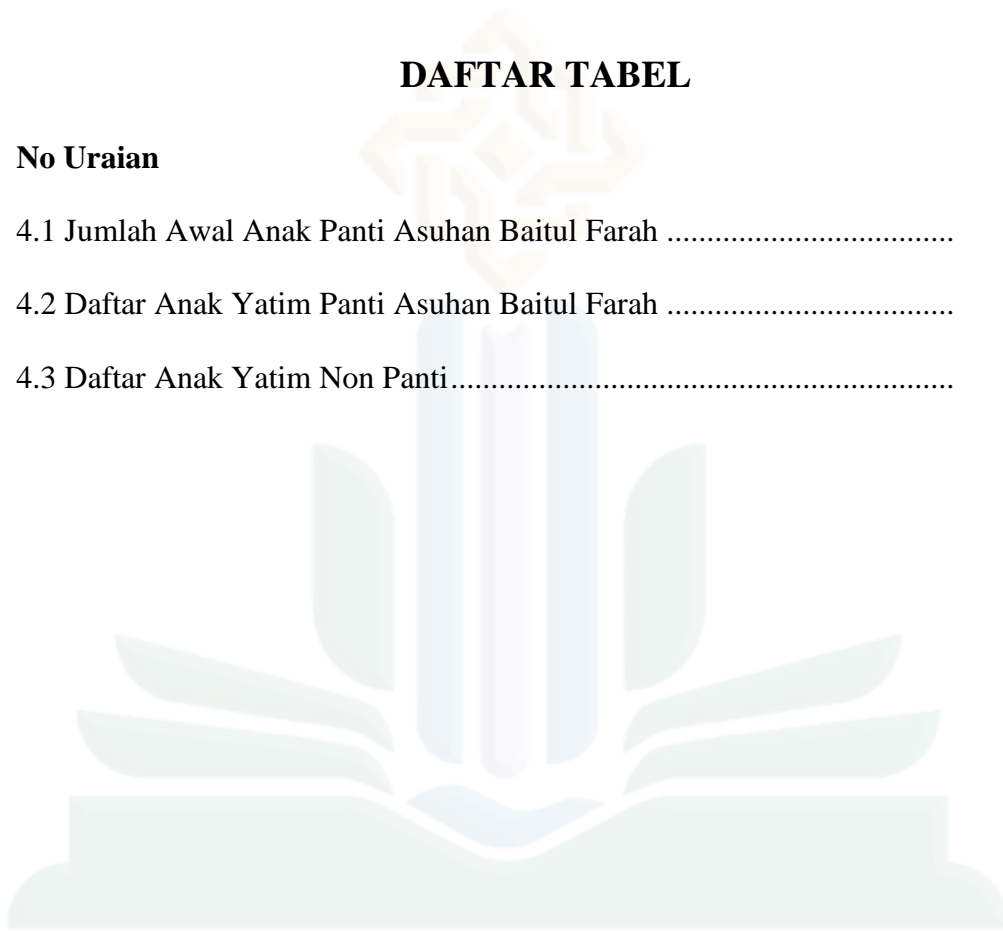 DAFTAR TABEL
No Uraian
4.1 Jumlah Awal Anak Panti Asuhan Baitul Farah ....................................
4.2 Daftar Anak Yatim Panti Asuhan Baitul Farah ....................................
4.3 Daftar Anak Yatim Non Panti...............................................................